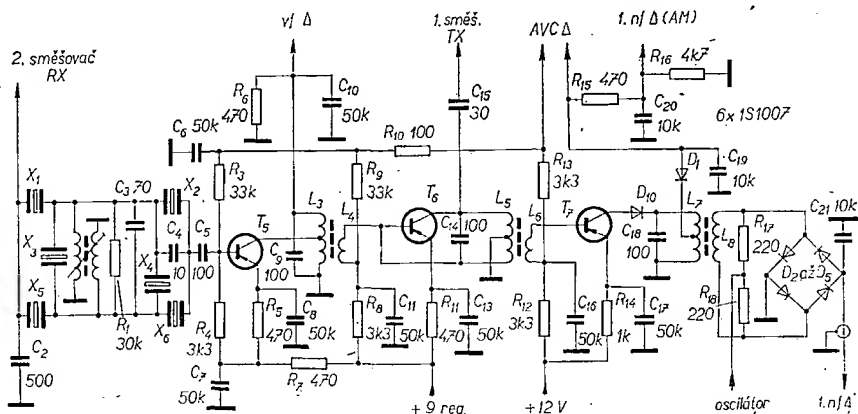 2. směšovač
RX
vf Δ
1. směš.
TX
AVC Δ
1. nf Δ (AM)
R16 4k7
R15 470
C20
10k
6x 1S1007
R6
470
C10
50k
C15
30
C6 50k
R10 100
R3
33k
R9
33k
R13
3k3
D1
C19
10k
X1
C3 70
X2
L3
L4
T6
L5
L6
T7
D10
L7
L8
R17
220
C21 10k
X3
C4
10
C5
100
T5
C9
100
C14 100
C18
100
D2 až D5
X4
X5
X6
R1
30k
R4
3k3
R5
470
C8
50k
R8
3k3
C11
50k
R11
470
C13
50k
R12
3k3
C16
50k
R14
1k
C17
50k
R18
220
C2
500
C7
50k
R7 470
+ 9 reg.
+12 V
oscilátor
1. nf Δ